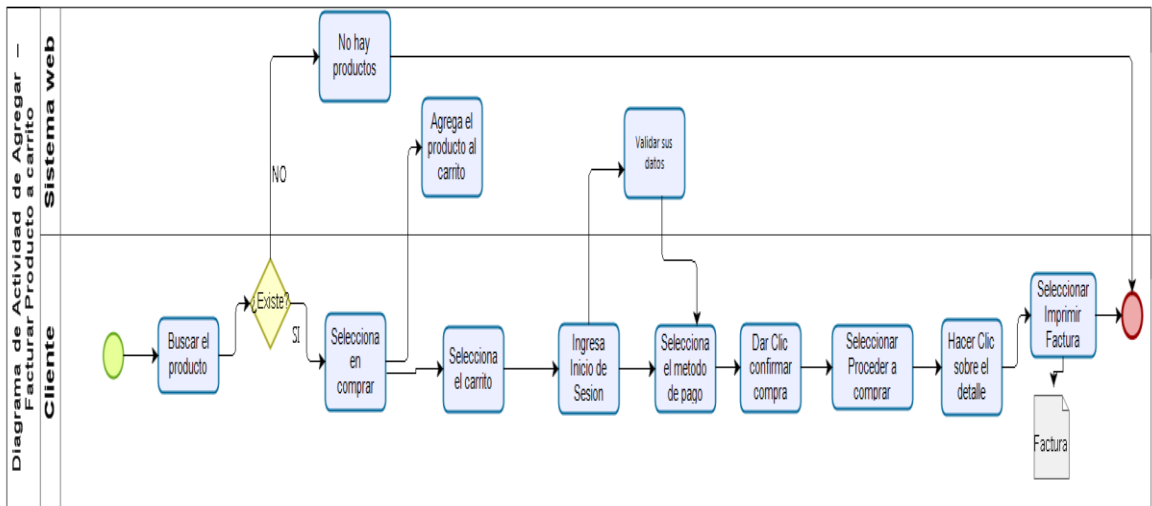 Diagrama de Actividad de Agregar –
Facturar Producto a carrito
Sistema web
No hay
productos
Agrega el
producto al
carrito
Validar sus
datos
NO
Cliente
Buscar el
producto
¿Existe?
SI
Selecciona
en
comprar
Selecciona
el carrito
Ingresa
Inicio de
Sesion
Selecciona
el metodo
de pago
Dar Clic
confirmar
compra
Seleccionar
Proceder a
comprar
Hacer Clic
sobre el
detalle
Seleccionar
Imprimir
Factura
Factura